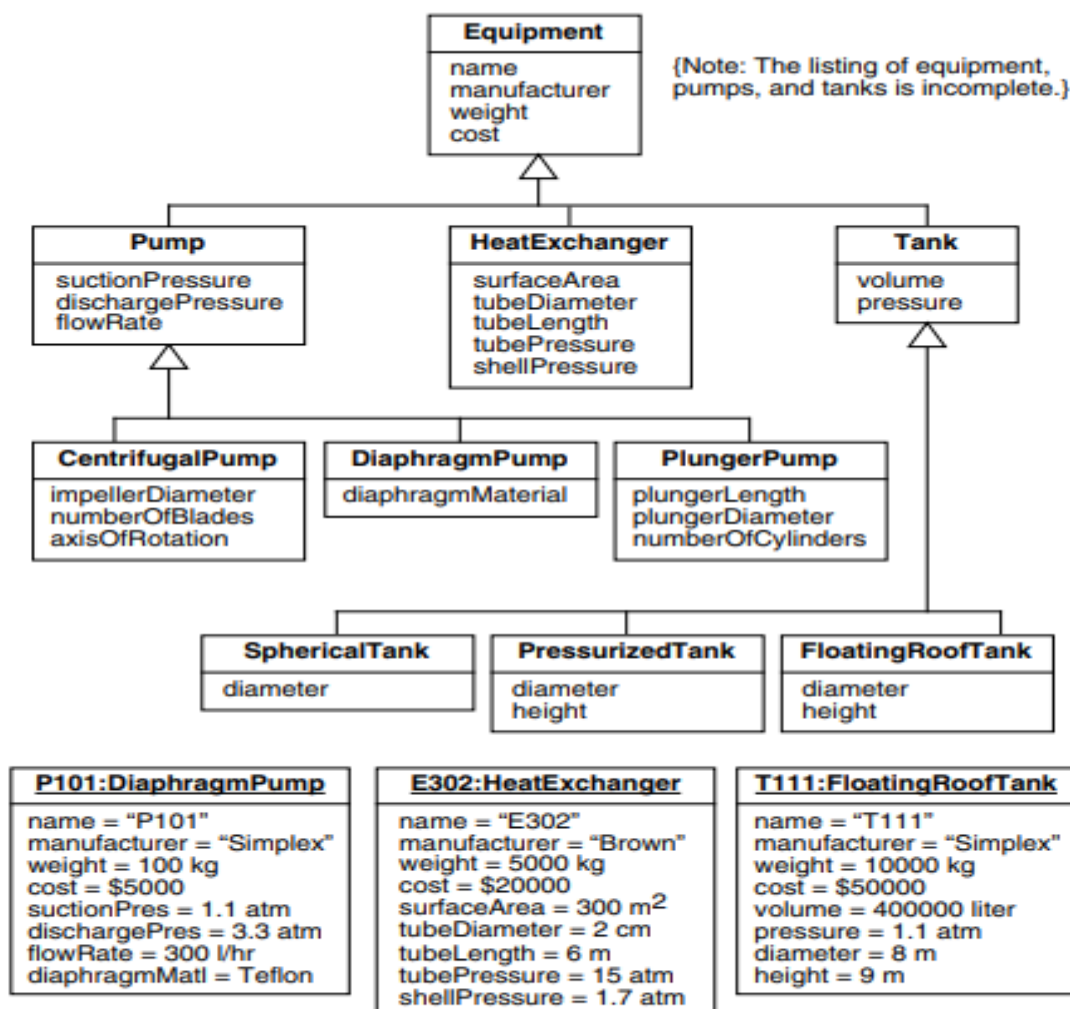 Equipment
name
manufacturer
weight
cost
{Note: The listing of equipment,
pumps, and tanks is incomplete.}
Pump
suctionPressure
dischargePressure
flowRate
HeatExchanger
surfaceArea
tubeDiameter
tubeLength
tubePressure
shellPressure
Tank
volume
pressure
CentrifugalPump
impellerDiameter
numberOfBlades
axisOfRotation
DiaphragmPump
diaphragmMaterial
PlungerPump
plungerLength
plungerDiameter
numberOfCylinders
SphericalTank
diameter
PressurizedTank
diameter
height
FloatingRoofTank
diameter
height
P101:DiaphragmPump
name = “P101”
manufacturer = “Simplex”
weight = 100 kg
cost = $5000
suctionPres = 1.1 atm
dischargePres = 3.3 atm
flowRate = 300 l/hr
diaphragmMatl = Teflon
E302:HeatExchanger
name = “E302”
manufacturer = “Brown”
weight = 5000 kg
cost = $20000
surfaceArea = 300 m²
tubeDiameter = 2 cm
tubeLength = 6 m
tubePressure = 15 atm
shellPressure = 1.7 atm
T111:FloatingRoofTank
name = “T111”
manufacturer = “Simplex”
weight = 10000 kg
cost = $50000
volume = 400000 liter
pressure = 1.1 atm
diameter = 8 m
height = 9 m